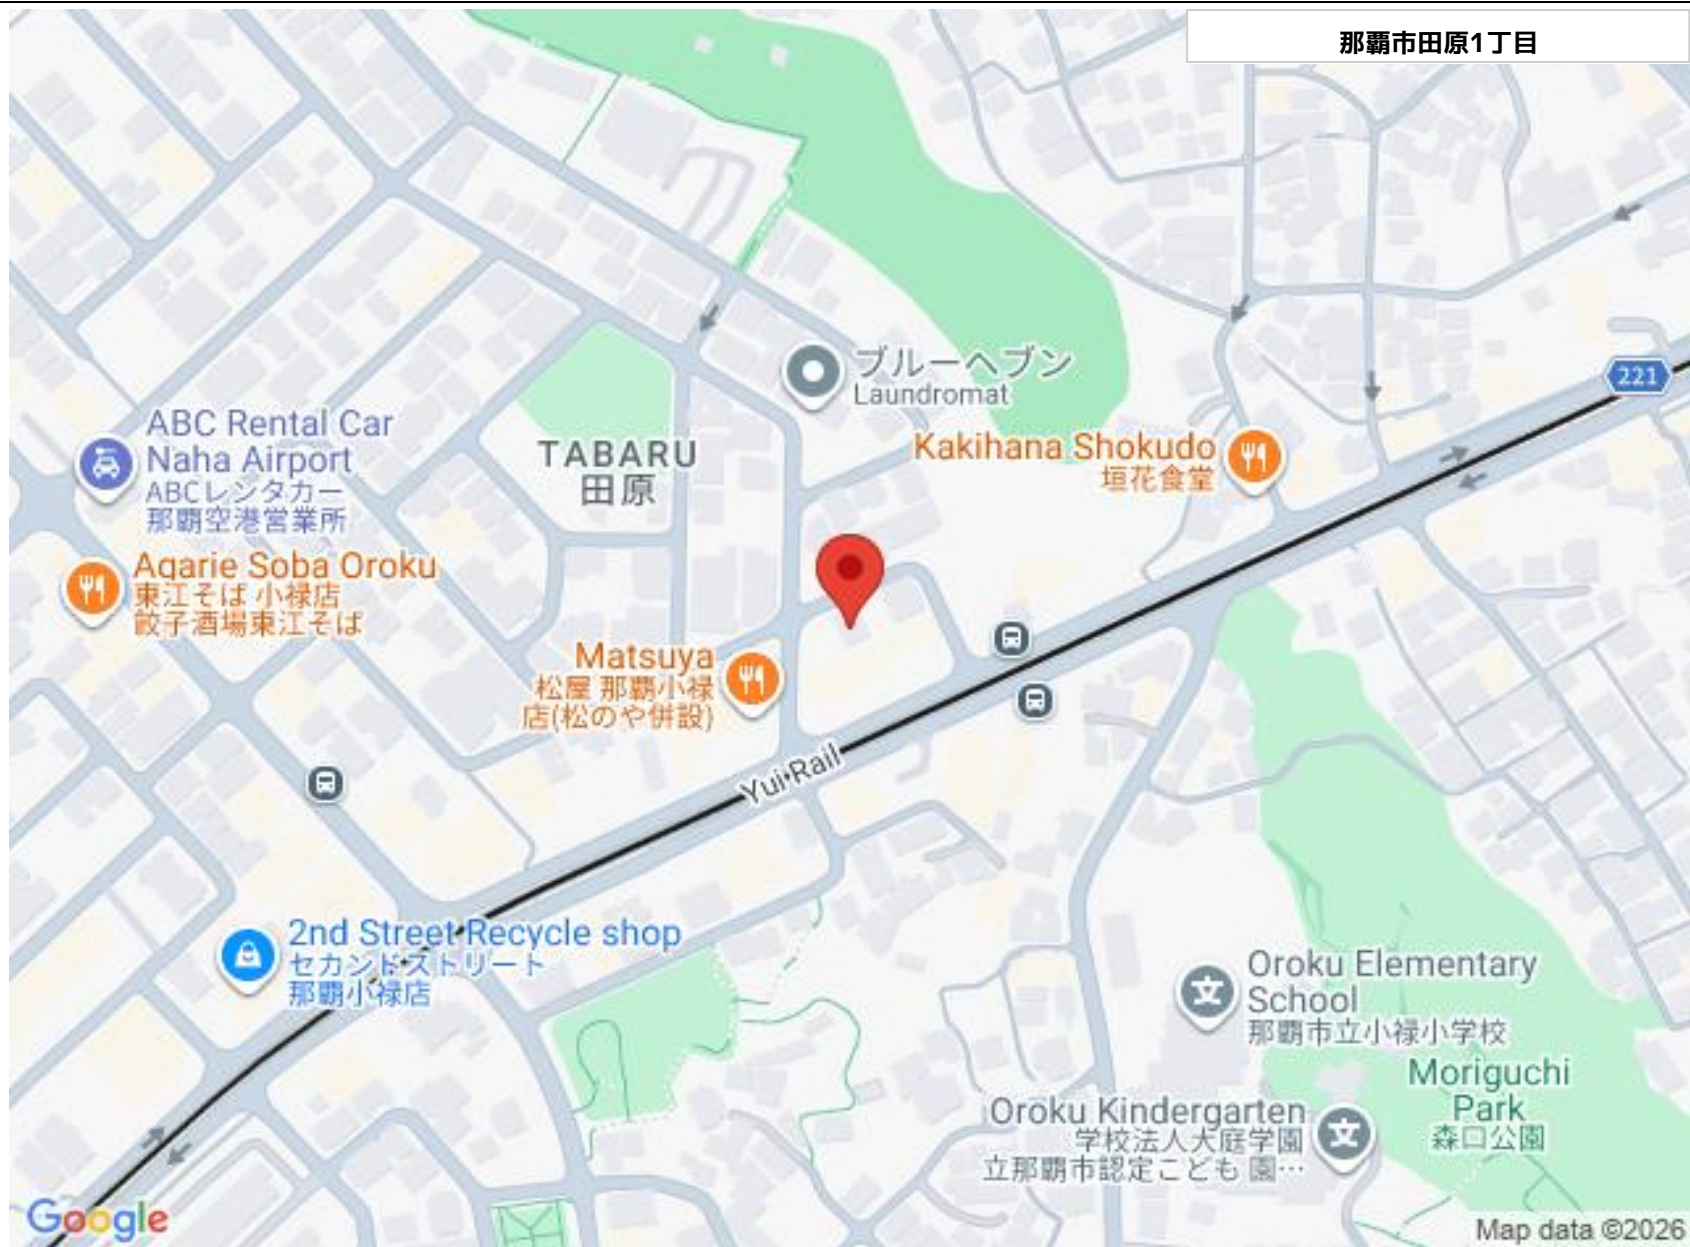 那覇市田原1丁目
ブルーヘブン
Laundromat
221
ABC Rental Car
Naha Airport
ABCレンタカー
那覇空港営業所
TABARU
田原
Kakihana Shokudo
垣花食堂
Aqarie Soba Oroku
東江そば 小禄店
餃子酒場東江そば
Matsuya
松屋 那覇小禄
店(松のや併設)
Yui Rail
2nd Street Recycle shop
セカンドストリート
那覇小禄店
Oroku Elementary
School
那覇市立小禄小学校
Moriguchi
Park
森口公園
Oroku Kindergarten
学校法人大庭学園
立那覇市認定こども 園…
Google
Map data ©2026